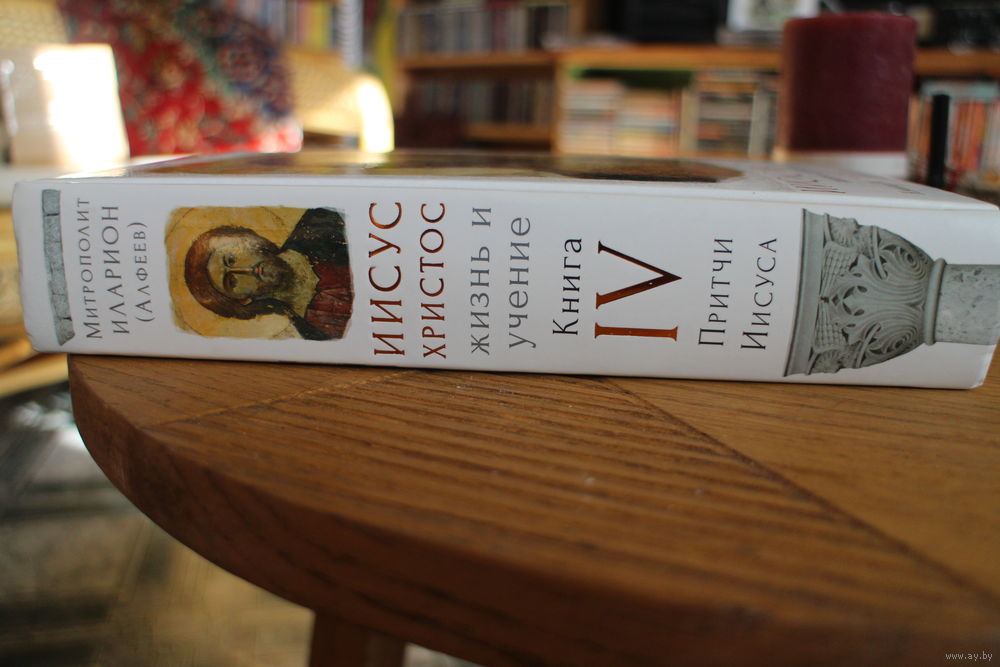 Митрополит
Иларион
(Алфеев)
Иисус
Христос
жизнь и
учение
Книга
IV
Притчи
Иисуса
www.ay.by